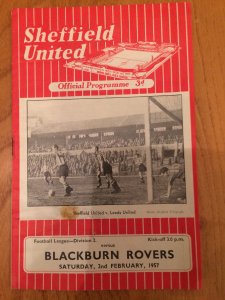 Sheffield
United
Official Programme 3d
Sheffield United v. Leeds United
Football League—Division 2. Kick-off 3.0 p.m.
versus
BLACKBURN ROVERS
SATURDAY, 2nd FEBRUARY, 1957